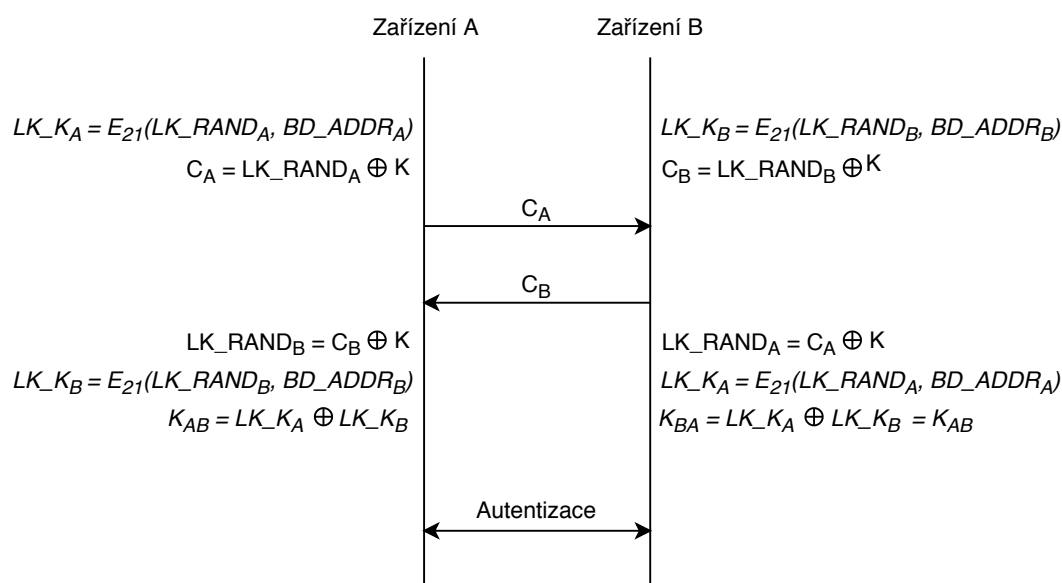 Zařízení A Zařízení B
LK_K_A = E_21(LK_RAND_A, BD_ADDR_A) LK_K_B = E_21(LK_RAND_B, BD_ADDR_B)
C_A = LK_RAND_A ⊕ K C_B = LK_RAND_B ⊕ K
C_A
C_B
LK_RAND_B = C_B ⊕ K LK_RAND_A = C_A ⊕ K
LK_K_B = E_21(LK_RAND_B, BD_ADDR_B) LK_K_A = E_21(LK_RAND_A, BD_ADDR_A)
K_AB = LK_K_A ⊕ LK_K_B K_BA = LK_K_A ⊕ LK_K_B = K_AB
Autentizace